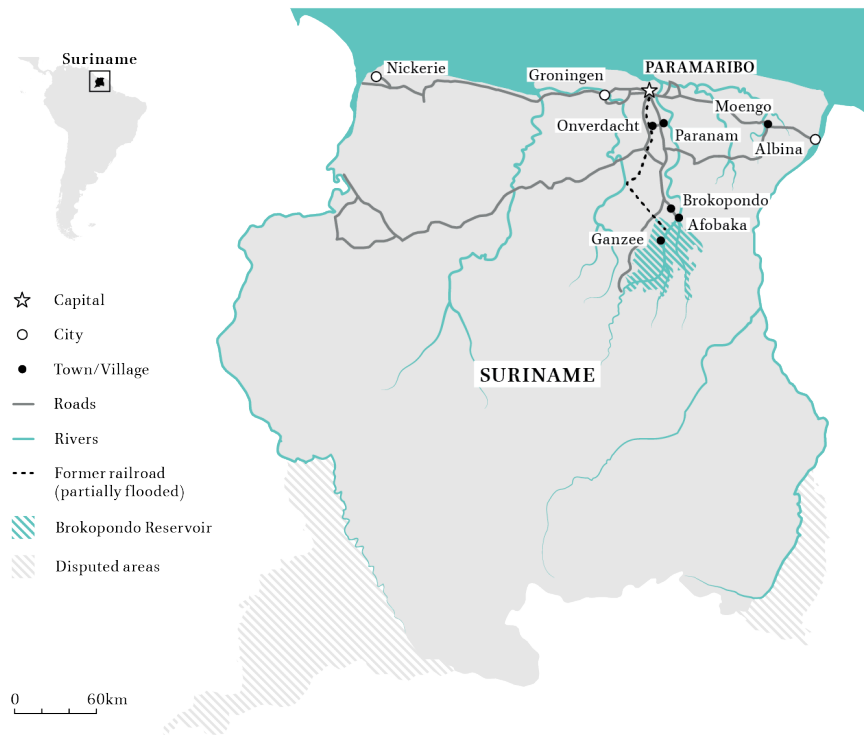 Suriname
Nickerie
Groningen
PARAMARIBO
Moengo
Onverdacht
Paranam
Albina
Brokopondo
Afobaka
Ganzee
SURINAME
Capital
City
Town/Village
Roads
Rivers
Former railroad
(partially flooded)
Brokopondo Reservoir
Disputed areas
0 60km